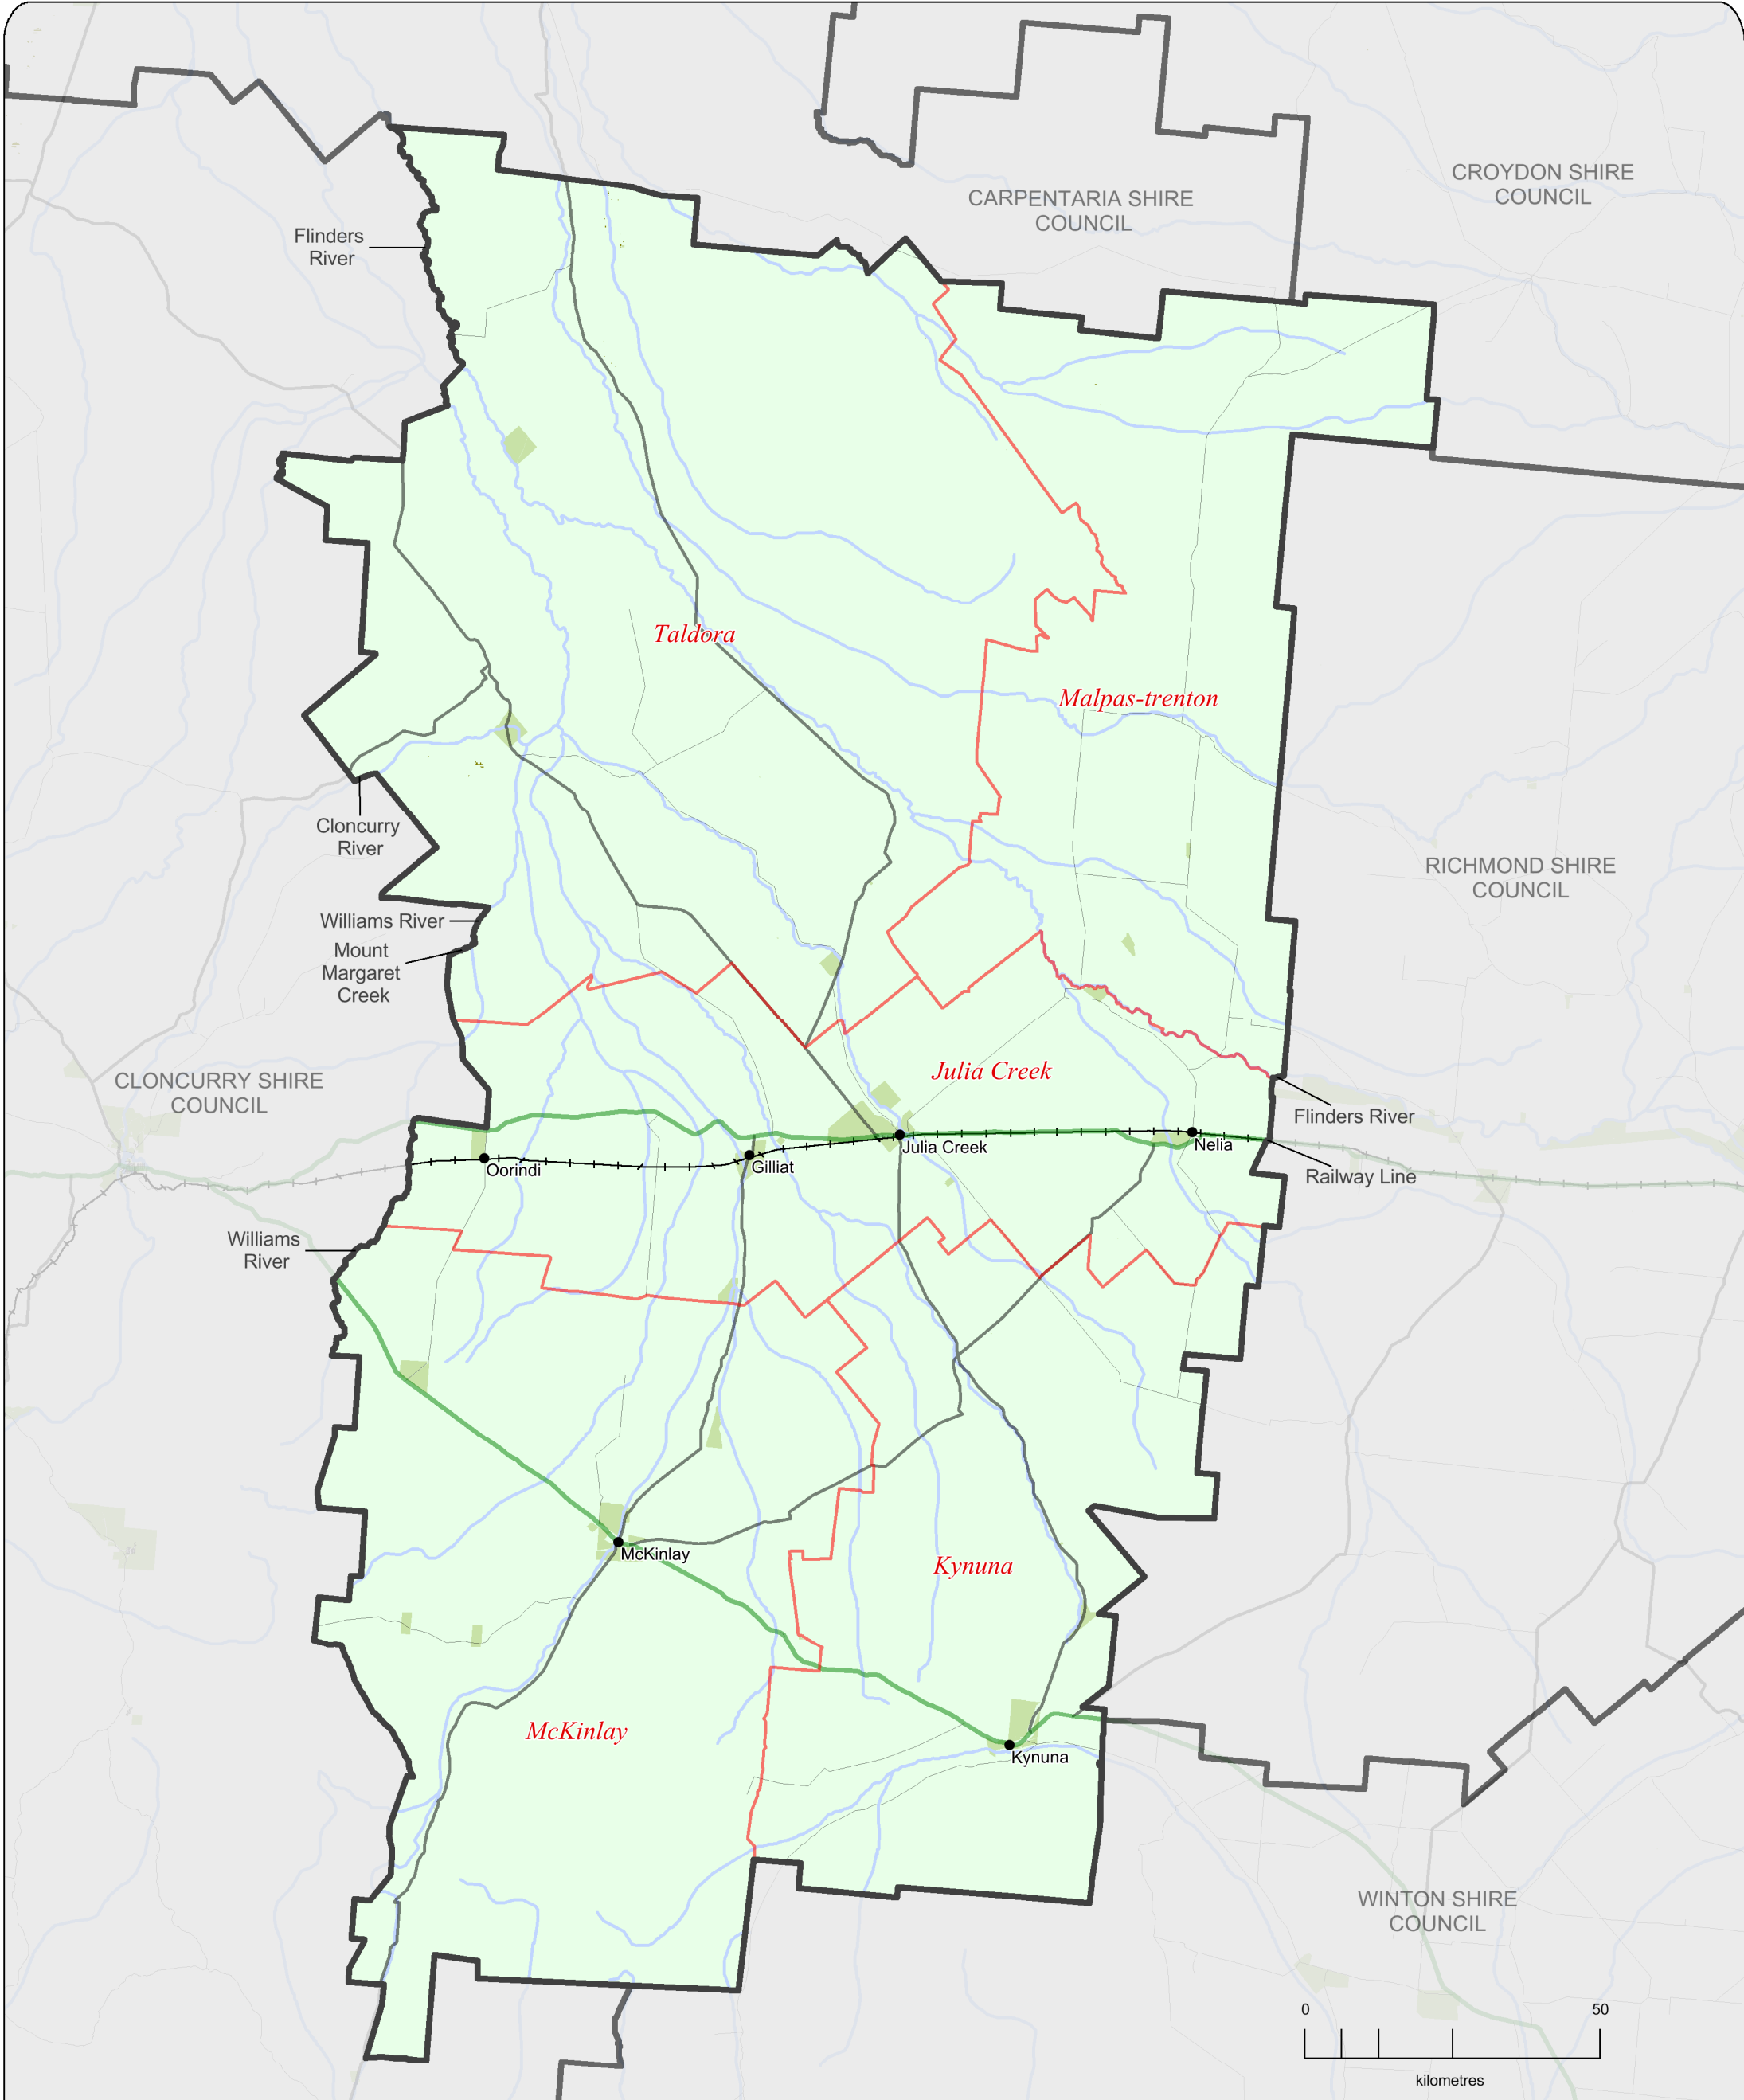 CROYDON SHIRE
COUNCIL
CARPENTARIA SHIRE
COUNCIL
Flinders
River
Taldora
Malpas-trenton
Cloncurry
River
RICHMOND SHIRE
COUNCIL
Williams River
Mount
Margaret
Creek
CLONCURRY SHIRE
COUNCIL
Julia Creek
Flinders River
Julia Creek
Nelia
Oorindi
Gilliat
Railway Line
Williams
River
McKinlay
Kynuna
McKinlay
Kynuna
WINTON SHIRE
COUNCIL
0 50
kilometres